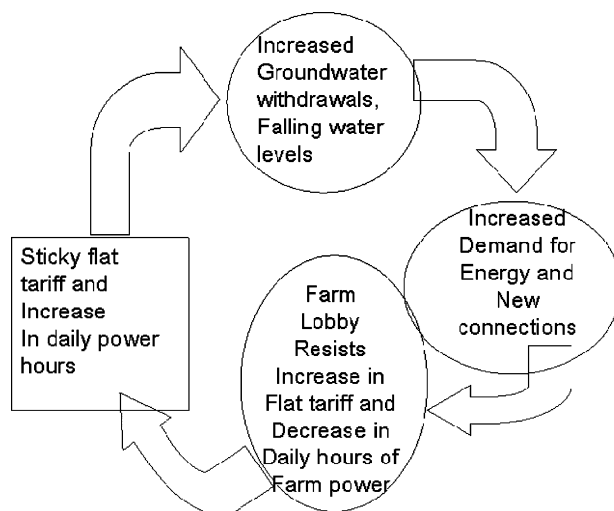 Increased
Groundwater
withdrawals,
Falling water
levels
Increased
Demand for
Energy and
New
connections
Farm
Lobby
Resists
Increase in
Flat tariff and
Decrease in
Daily hours of
Farm power
Sticky flat
tariff and
Increase
In daily power
hours